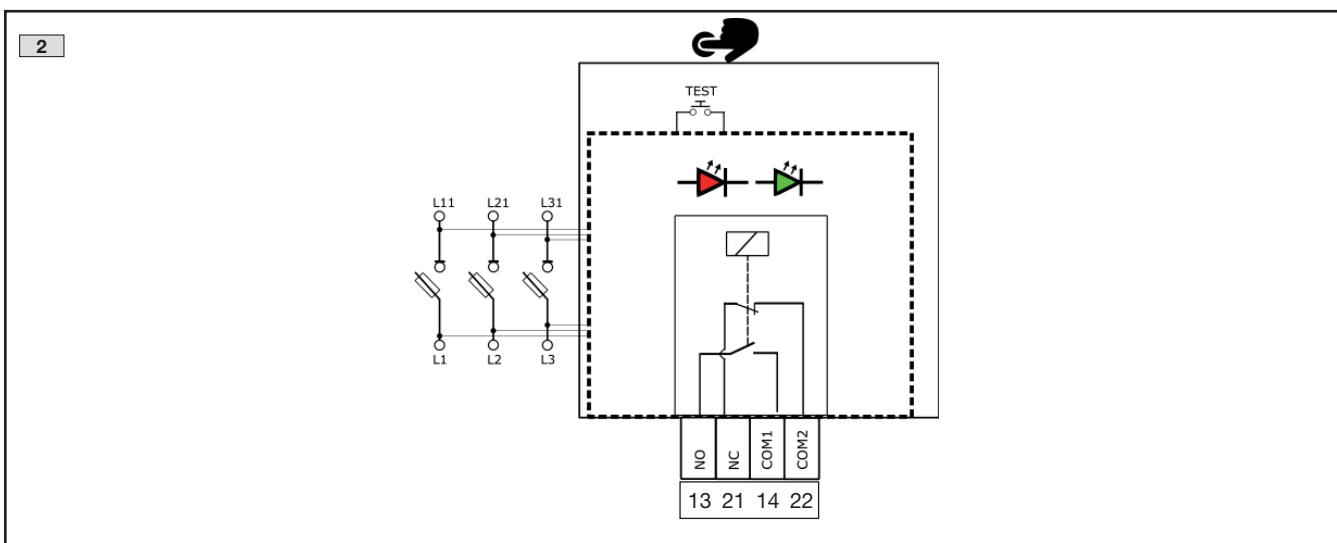 2
TEST
L11 L21 L31
L1 L2 L3
NO NC COM1 COM2
13 21 14 22